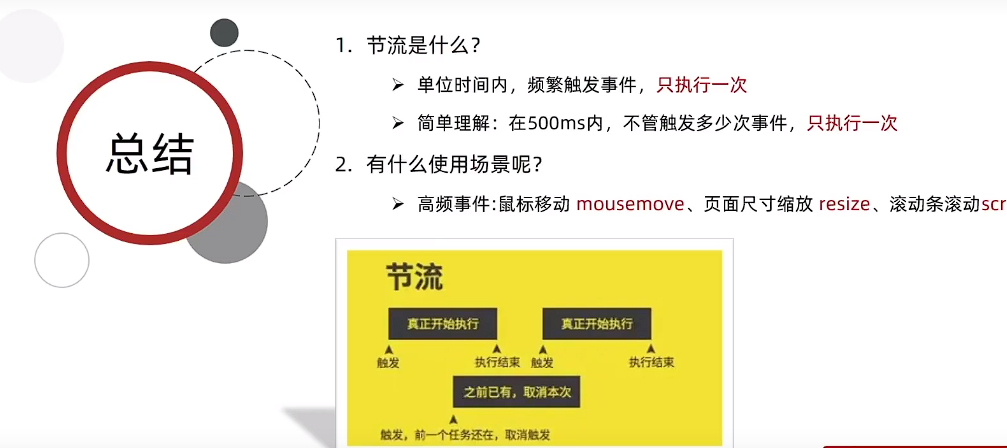 总结
1. 节流是什么？
➢ 单位时间内，频繁触发事件，只执行一次
➢ 简单理解：在500ms内，不管触发多少次事件，只执行一次
2. 有什么使用场景呢？
➢ 高频事件:鼠标移动 mousemove、页面尺寸缩放 resize、滚动条滚动scr
节流
真正开始执行 真正开始执行
触发 执行结束 触发 执行结束
之前已有，取消本次
触发，前一个任务还在，取消触发